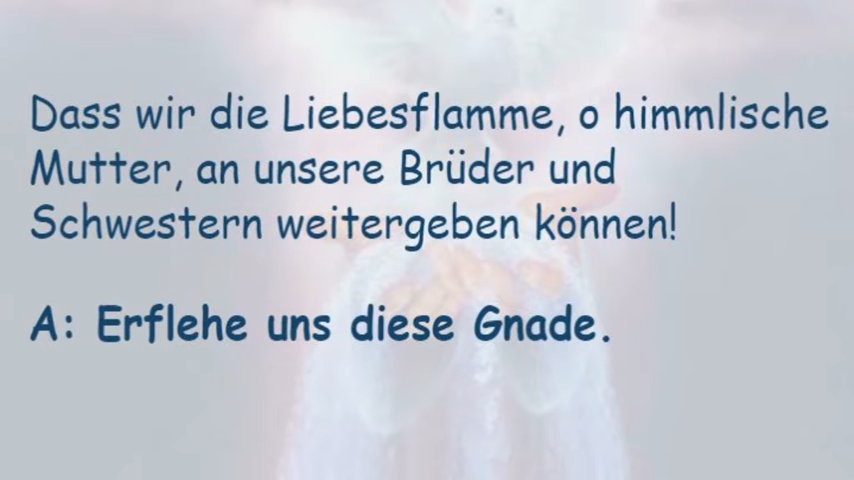 Dass wir die Liebesflamme, o himmlische
Mutter, an unsere Brüder und
Schwestern weitergeben können!
A: Erflehe uns diese Gnade.